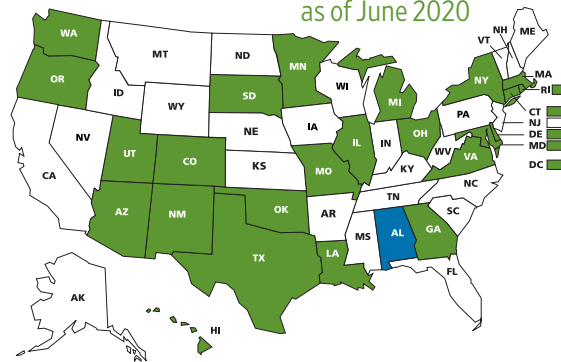 as of June 2020
WA
MT
ND
MN
VT
NH
ME
OR
ID
SD
WI
MI
NY
MA
RI
CT
NJ
DE
MD
DC
WY
NE
IA
PA
NV
UT
CO
KS
MO
IL
IN
OH
WV
VA
KY
CA
AZ
NM
OK
AR
TN
NC
SC
TX
LA
MS
AL
GA
FL
AK
HI